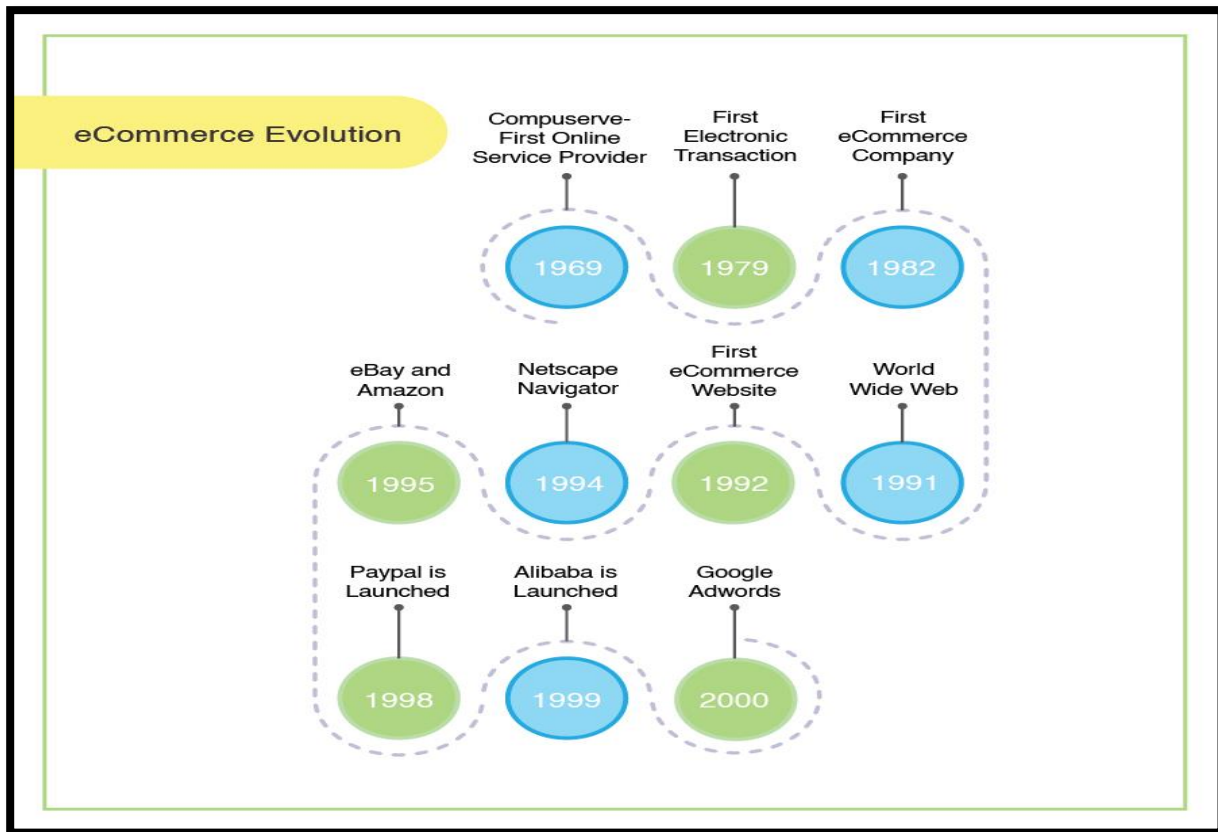 eCommerce Evolution
Compuserve-
First Online
Service Provider
First
Electronic
Transaction
First
eCommerce
Company
1969
1979
1982
eBay and
Amazon
Netscape
Navigator
First
eCommerce
Website
World
Wide Web
1995
1994
1992
1991
Paypal is
Launched
Alibaba is
Launched
Google
Adwords
1998
1999
2000